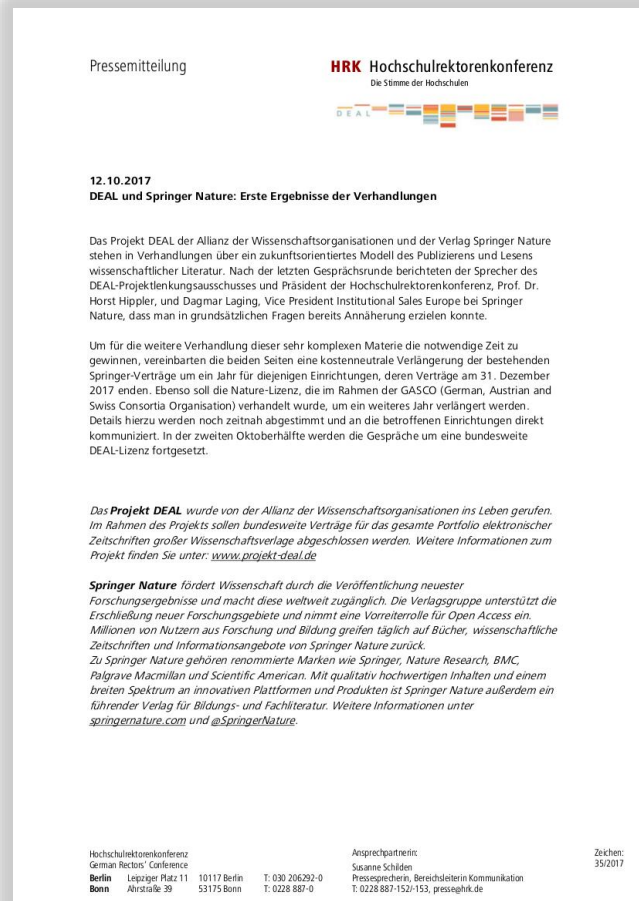 Pressemitteilung
HRK Hochschulrektorenkonferenz
Die Stimme der Hochschulen
DEAL
12.10.2017
DEAL und Springer Nature: Erste Ergebnisse der Verhandlungen
Das Projekt DEAL der Allianz der Wissenschaftsorganisationen und der Verlag Springer Nature
stehen in Verhandlungen über ein zukunftsorientiertes Modell des Publizierens und Lesens
wissenschaftlicher Literatur. Nach der letzten Gesprächsrunde berichteten der Sprecher des
DEAL-Projektlenkungsausschusses und Präsident der Hochschulrektorenkonferenz, Prof. Dr.
Horst Hippler, und Dagmar Laging, Vice President Institutional Sales Europe bei Springer
Nature, dass man in grundsätzlichen Fragen bereits Annäherung erzielen konnte.
Um für die weitere Verhandlung dieser sehr komplexen Materie die notwendige Zeit zu
gewinnen, vereinbarten die beiden Seiten eine kostenneutrale Verlängerung der bestehenden
Springer-Verträge um ein Jahr für diejenigen Einrichtungen, deren Verträge am 31. Dezember
2017 enden. Ebenso soll die Nature-Lizenz, die im Rahmen der GASCO (German, Austrian and
Swiss Consortia Organisation) verhandelt wurde, um ein weiteres Jahr verlängert werden.
Details hierzu werden noch zeitnah abgestimmt und an die betroffenen Einrichtungen direkt
kommuniziert. In der zweiten Oktoberhälfte werden die Gespräche um eine bundesweite
DEAL-Lizenz fortgesetzt.
Das Projekt DEAL wurde von der Allianz der Wissenschaftsorganisationen ins Leben gerufen.
Im Rahmen des Projekts sollen bundesweite Verträge für das gesamte Portfolio elektronischer
Zeitschriften großer Wissenschaftsverlage abgeschlossen werden. Weitere Informationen zum
Projekt finden Sie unter: www.projekt-deal.de
Springer Nature fördert Wissenschaft durch die Veröffentlichung neuester
Forschungsergebnisse und macht diese weltweit zugänglich. Die Verlagsgruppe unterstützt die
Erschließung neuer Forschungsgebiete und nimmt eine Vorreiterrolle für Open Access ein.
Millionen von Nutzern aus Forschung und Bildung greifen täglich auf Bücher, wissenschaftliche
Zeitschriften und Informationsangebote von Springer Nature zurück.
Zu Springer Nature gehören renommierte Marken wie Springer, Nature Research, BMC,
Palgrave Macmillan und Scientific American. Mit qualitativ hochwertigen Inhalten und einem
breiten Spektrum an innovativen Plattformen und Produkten ist Springer Nature außerdem ein
führender Verlag für Bildungs- und Fachliteratur. Weitere Informationen unter
springernature.com und @SpringerNature.
Hochschulrektorenkonferenz
German Rectors' Conference
Berlin Leipziger Platz 11 10117 Berlin T: 030 206292-0
Bonn Ahrstraße 39 53175 Bonn T: 0228 887-0
Ansprechpartnerin:
Susanne Schilden
Pressesprecherin, Bereichsleiterin Kommunikation
T: 0228 887-152/-153, presse@hrk.de
Zeichen:
35/2017